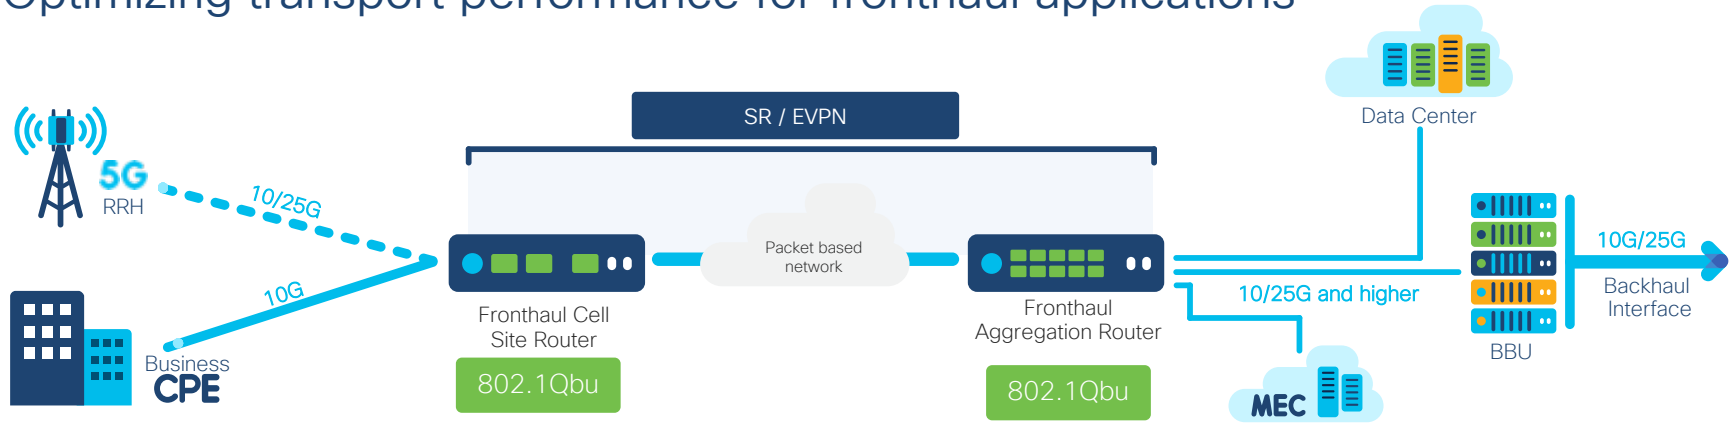 Optimizing transport performance for fronthaul applications
SR / EVPN
Data Center
5G
RRH
10/25G
10G
Business
CPE
Fronthaul Cell
Site Router
802.1Qbu
Packet based
network
Fronthaul
Aggregation Router
802.1Qbu
10/25G and higher
MEC
BBU
10G/25G
Backhaul
Interface